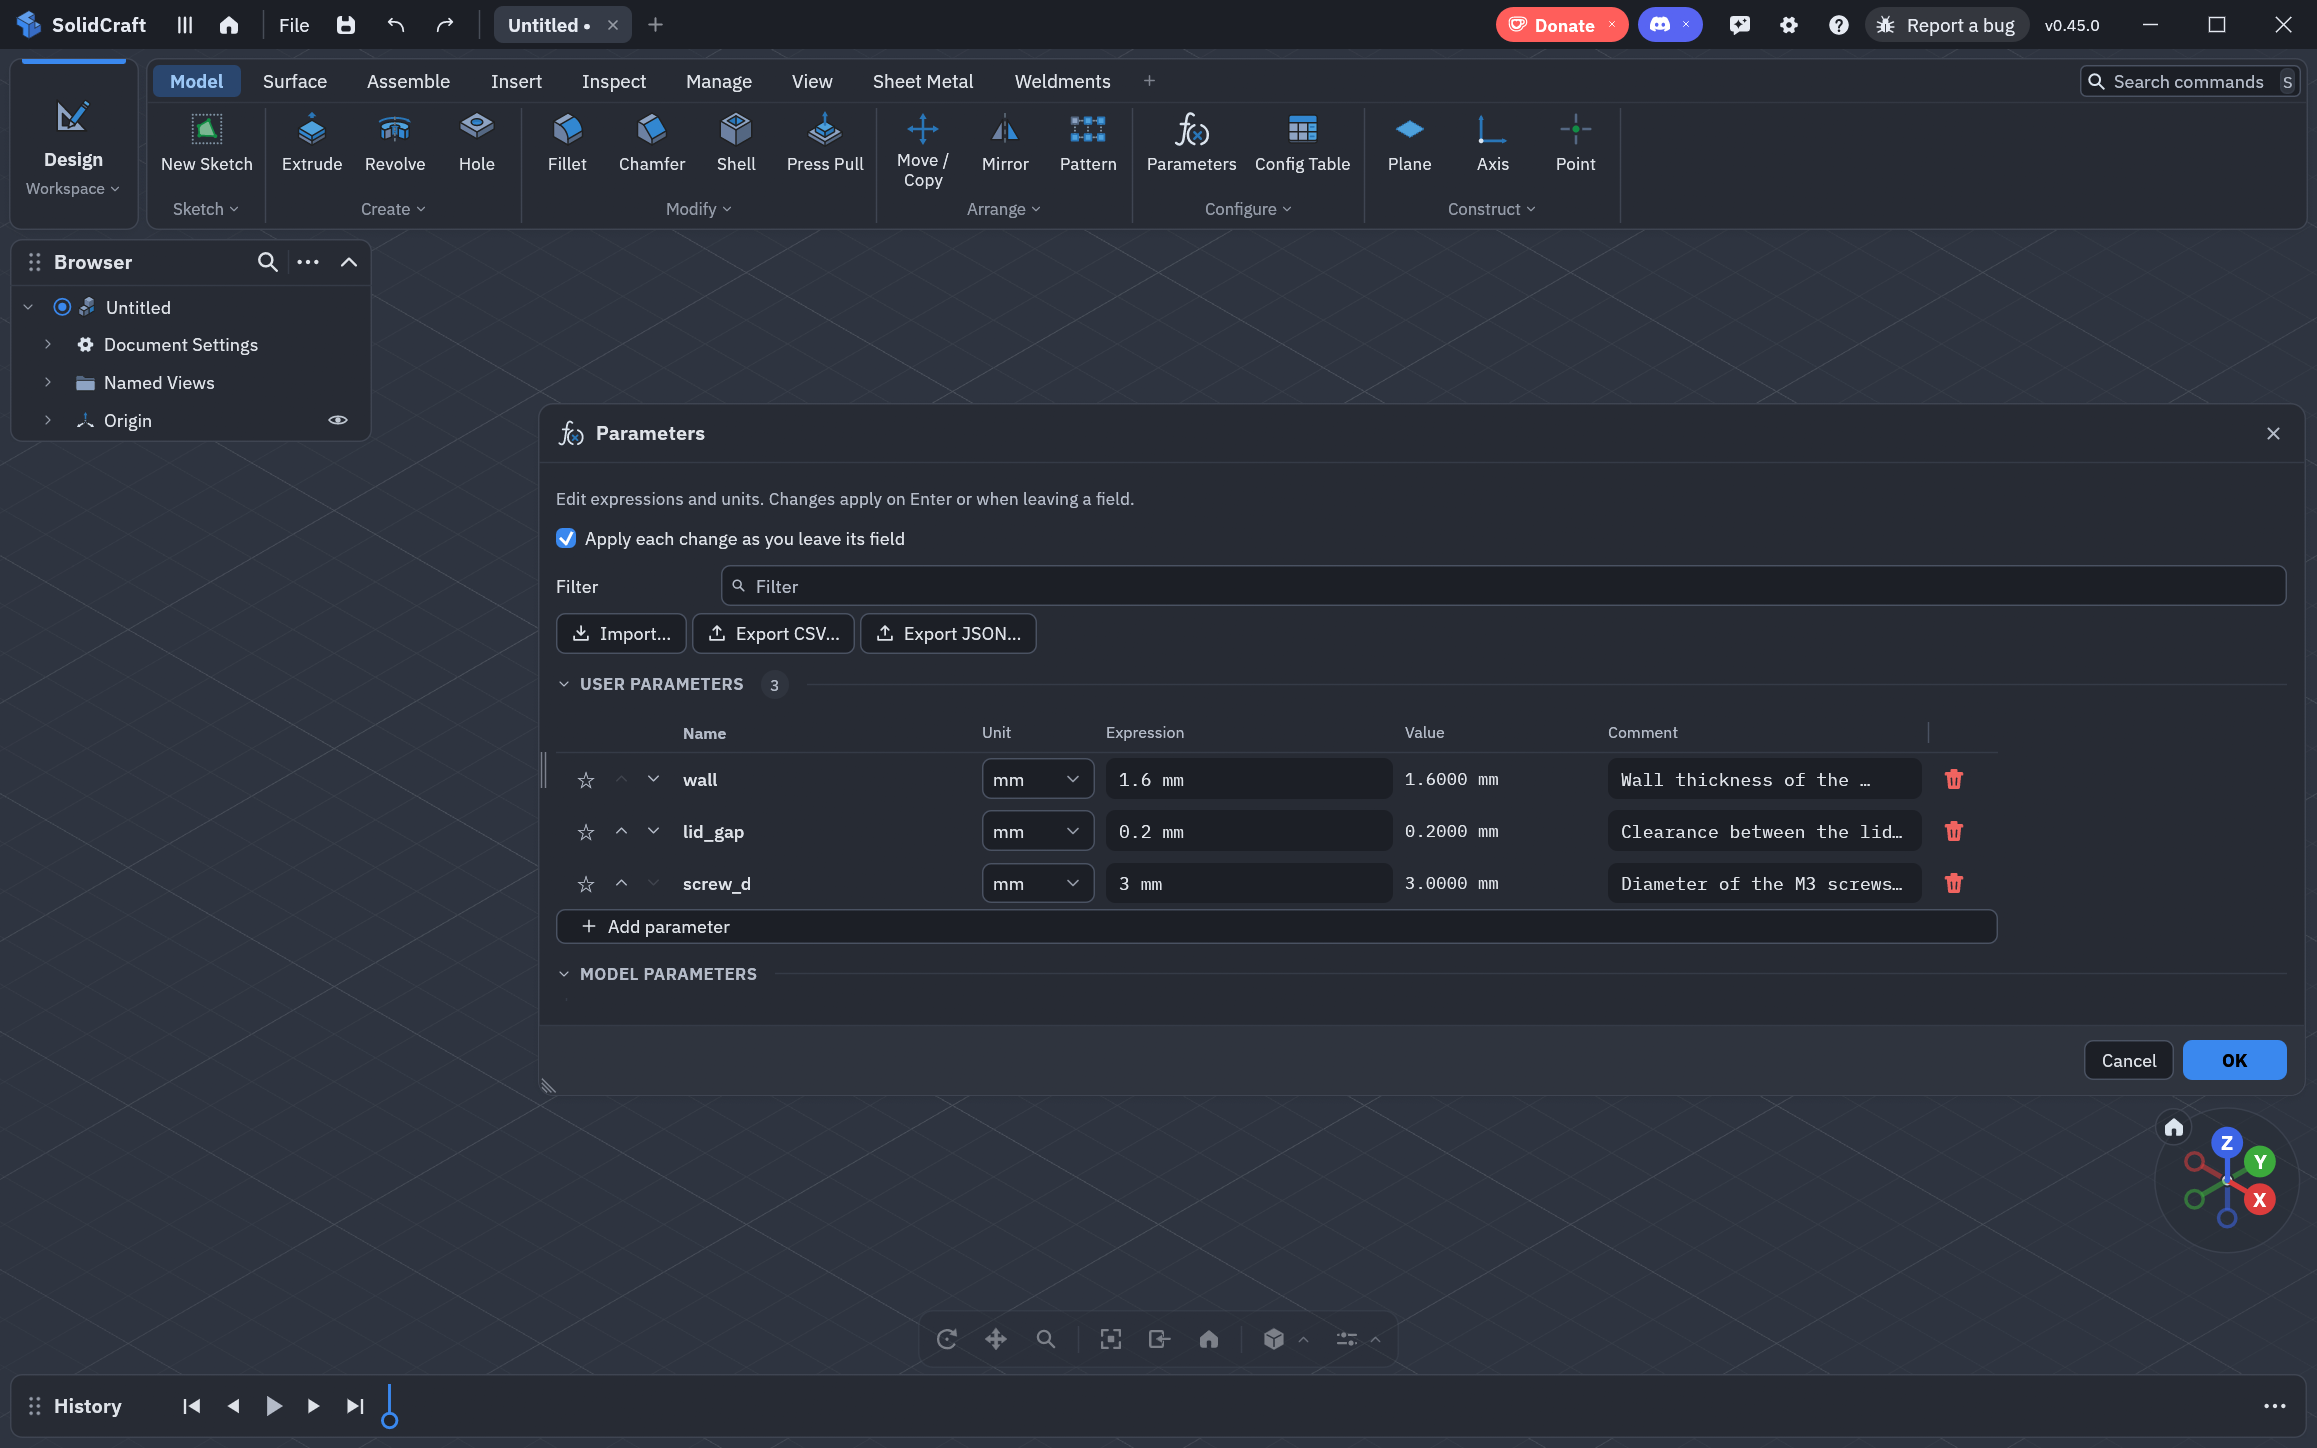 SolidCraft File Untitled • Donate Report a bug v0.45.0
Model Surface Assemble Insert Inspect Manage View Sheet Metal Weldments Search commands S
Design
Workspace
New Sketch Extrude Revolve Hole Fillet Chamfer Shell Press Pull Move / Copy Mirror Pattern Parameters Config Table Plane Axis Point
Sketch Create Modify Arrange Configure Construct
Browser
Untitled
Document Settings
Named Views
Origin
f(x) Parameters
Edit expressions and units. Changes apply on Enter or when leaving a field.
Apply each change as you leave its field
Filter Filter
Import... Export CSV... Export JSON...
USER PARAMETERS 3
Name Unit Expression Value Comment
wall mm 1.6 mm 1.6000 mm Wall thickness of the …
lid_gap mm 0.2 mm 0.2000 mm Clearance between the lid…
screw_d mm 3 mm 3.0000 mm Diameter of the M3 screws…
Add parameter
MODEL PARAMETERS
Cancel OK
Z
Y
X
History